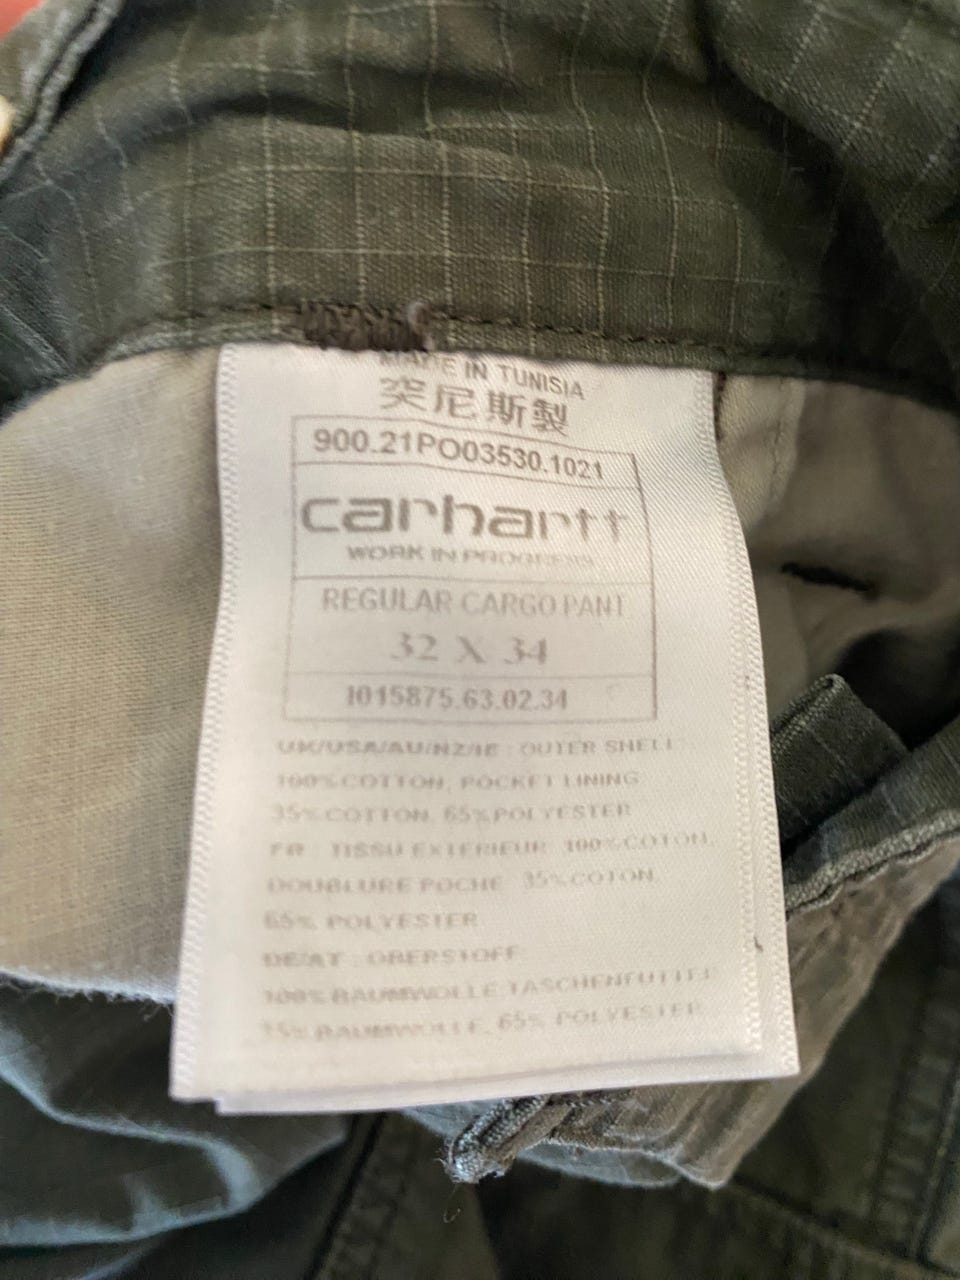 MADE IN TUNISIA
突尼斯製
900.21PO03530.1021
carhartt
WORK IN PROGRESS
REGULAR CARGO PANT
32 X 34
I015875.63.02.34
UK/USA/AU/NZ/IE : OUTER SHELL
100% COTTON, POCKET LINING
35% COTTON, 65% POLYESTER
FR : TISSU EXTERIEUR 100% COTON,
DOUBLURE POCHE 35% COTON,
65% POLYESTER
DE/AT : OBERSTOFF
100% BAUMWOLLE TASCHENFUTTER
35% BAUMWOLLE, 65% POLYESTER